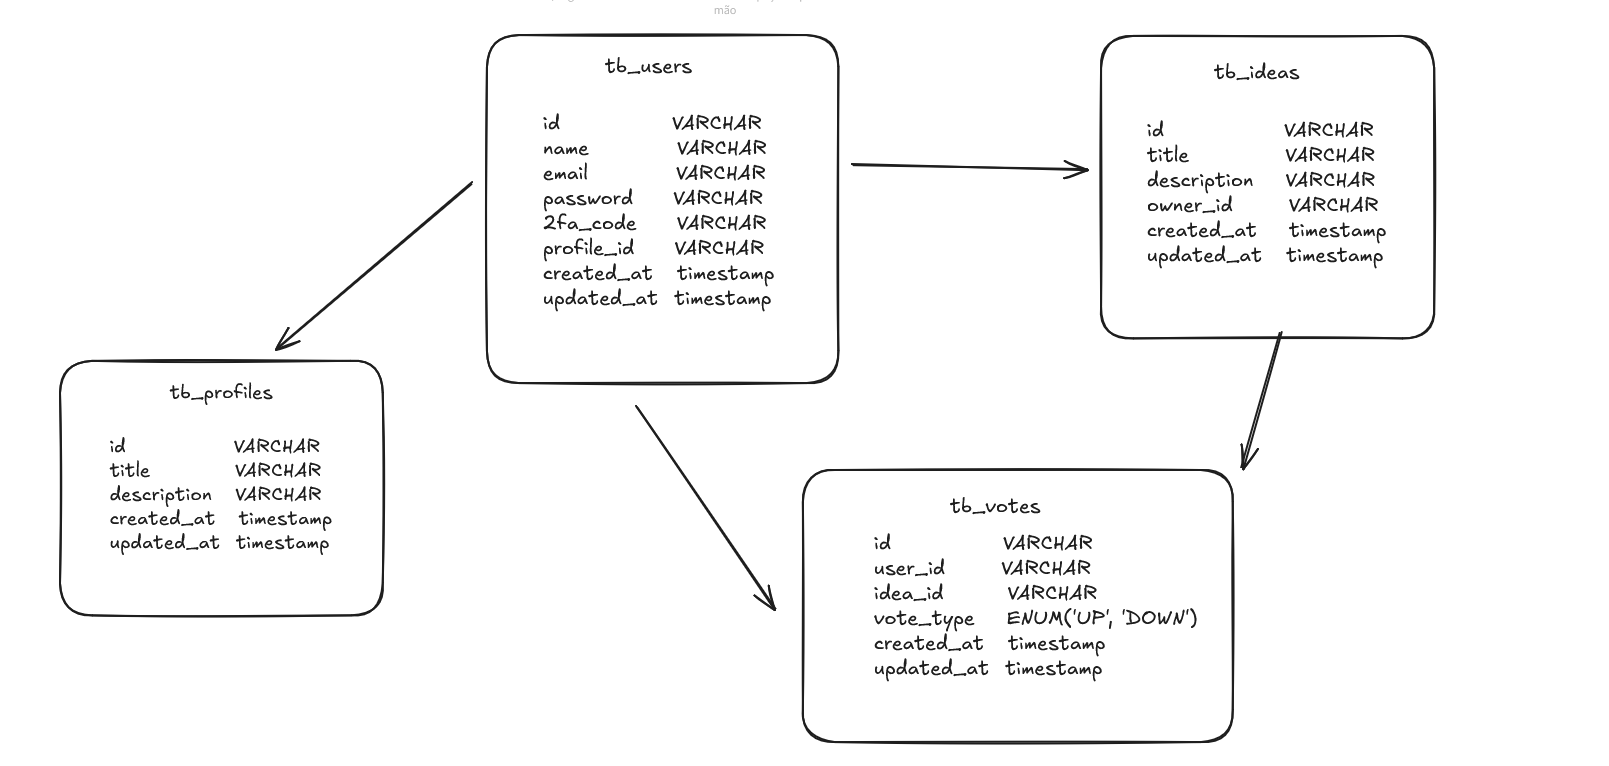 mão
tb_users
id VARCHAR
name VARCHAR
email VARCHAR
password VARCHAR
2fa_code VARCHAR
profile_id VARCHAR
created_at timestamp
updated_at timestamp
tb_ideas
id VARCHAR
title VARCHAR
description VARCHAR
owner_id VARCHAR
created_at timestamp
updated_at timestamp
tb_profiles
id VARCHAR
title VARCHAR
description VARCHAR
created_at timestamp
updated_at timestamp
tb_votes
id VARCHAR
user_id VARCHAR
idea_id VARCHAR
vote_type ENUM('UP', 'DOWN')
created_at timestamp
updated_at timestamp